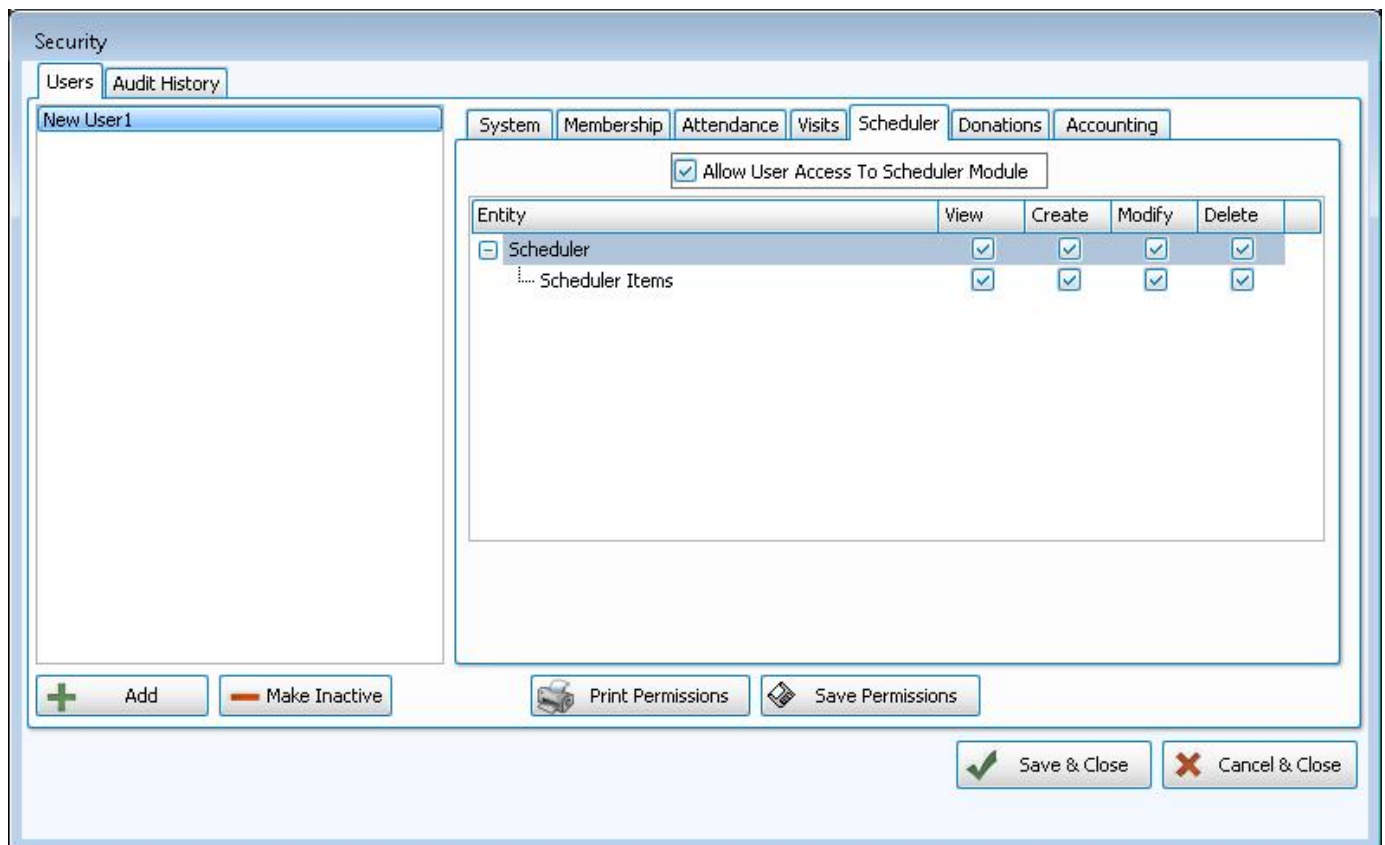 Security
Users Audit History
New User1
System Membership Attendance Visits Scheduler Donations Accounting
Allow User Access To Scheduler Module
Entity View Create Modify Delete
Scheduler
Scheduler Items
Add Make Inactive Print Permissions Save Permissions
Save & Close Cancel & Close